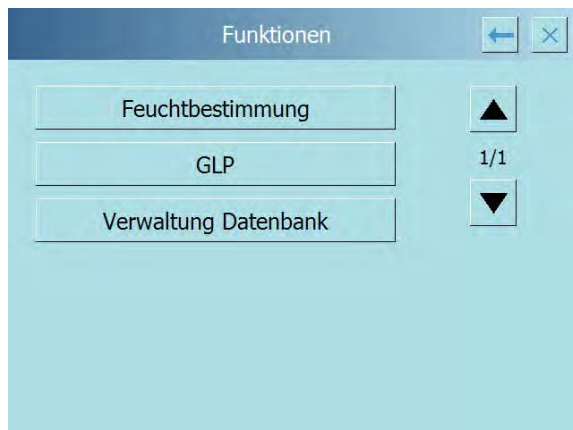 Funktionen
Feuchtbestimmung
GLP
1/1
Verwaltung Datenbank